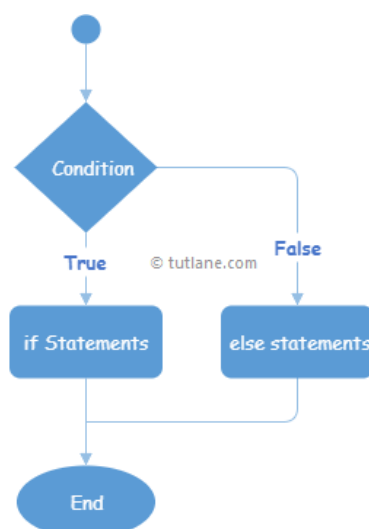 Condition
True
© tutlane.com
False
if Statements
else statements
End